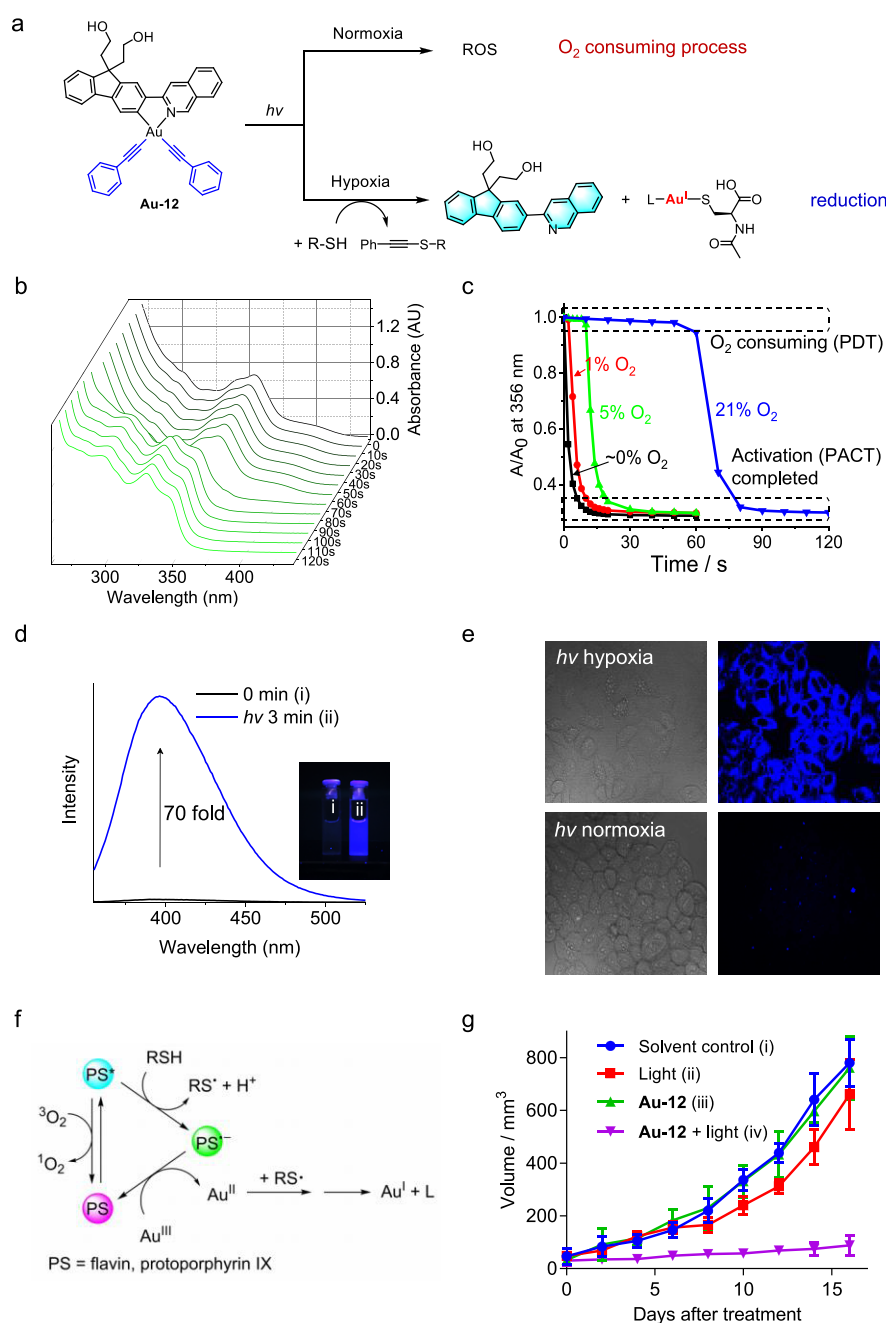 a
HO
OH
N
Au
Au-12
hv
Normoxia
ROS
O2 consuming process
Hypoxia
+ R-SH
Ph
S-R
HO
OH
N
+
L-AuI-S
HO
O
HN
O
reduction
b
Absorbance (AU)
1.2
0.8
0.4
0.0
0
10s
20s
30s
40s
50s
60s
70s
80s
90s
100s
110s
120s
300
350
400
Wavelength (nm)
c
A/A0 at 356 nm
1.0
0.8
0.6
0.4
O2 consuming (PDT)
1% O2
5% O2
21% O2
~0% O2
Activation (PACT)
completed
0
30
60
90
120
Time / s
d
Intensity
0 min (i)
hv 3 min (ii)
70 fold
i
ii
400
450
500
Wavelength (nm)
e
hv hypoxia
hv normoxia
f
PS*
RSH
RS• + H+
3O2
1O2
PS•−
PS
AuIII
AuII
+ RS•
AuI + L
PS = flavin, protoporphyrin IX
g
Volume / mm3
800
600
400
200
0
Solvent control (i)
Light (ii)
Au-12 (iii)
Au-12 + light (iv)
0
5
10
15
Days after treatment